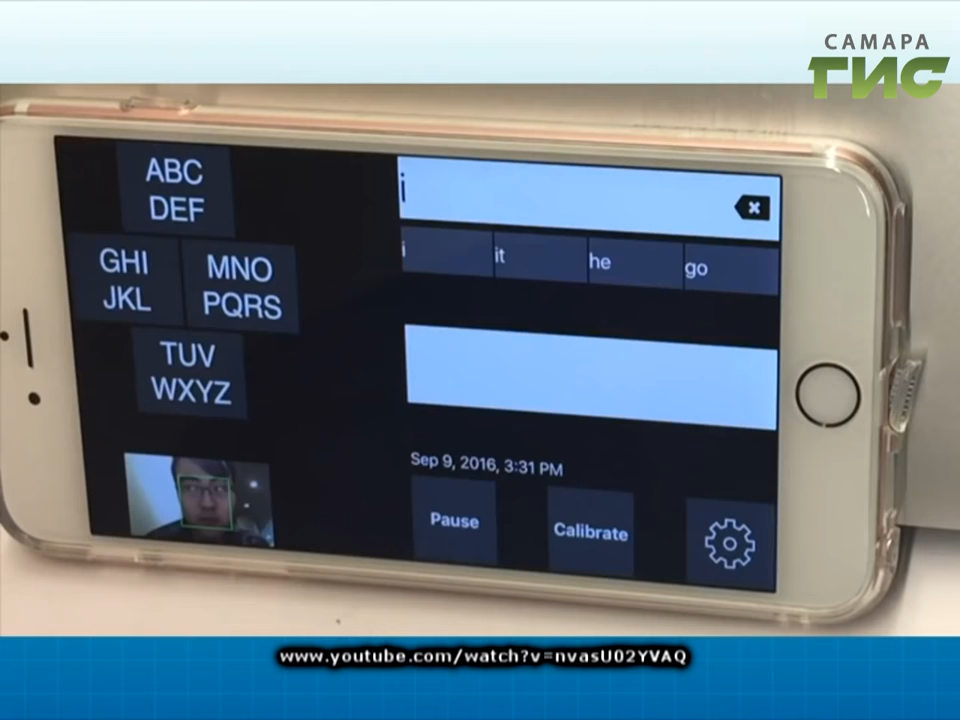 САМАРА
ГИС
ABC
DEF
GHI
JKL
MNO
PQRS
TUV
WXYZ
i
i
it
he
go
Sep 9, 2016, 3:31 PM
Pause
Calibrate
www.youtube.com/watch?v=nvasU02YVAQ